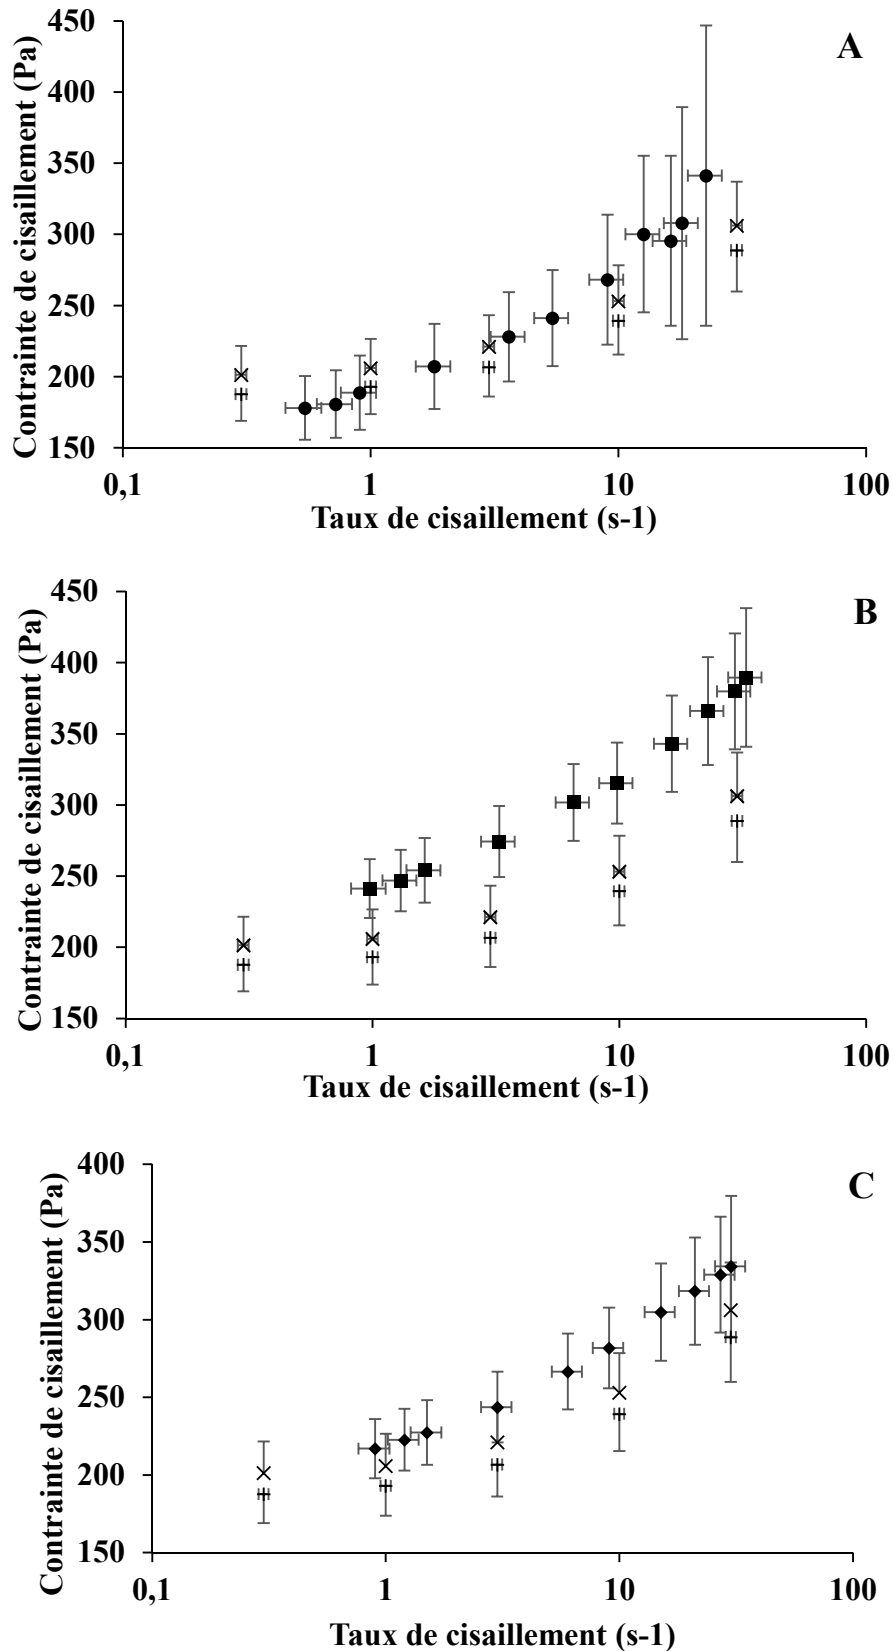 A
Contrainte de cisaillement (Pa)
450
400
350
300
250
200
150
0,1 1 10 100
Taux de cisaillement (s-1)
B
Contrainte de cisaillement (Pa)
450
400
350
300
250
200
150
0,1 1 10 100
Taux de cisaillement (s-1)
C
Contrainte de cisaillement (Pa)
400
350
300
250
200
150
0,1 1 10 100
Taux de cisaillement (s-1)